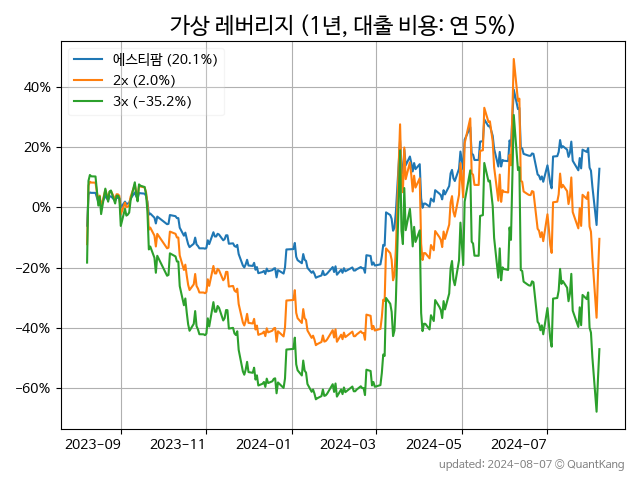 가상 레버리지 (1년, 대출 비용: 연 5%)
에스티팜 (20.1%)
2x (2.0%)
3x (−35.2%)
40%
20%
0%
−20%
−40%
−60%
2023-09 2023-11 2024-01 2024-03 2024-05 2024-07
updated: 2024-08-07 © QuantKang